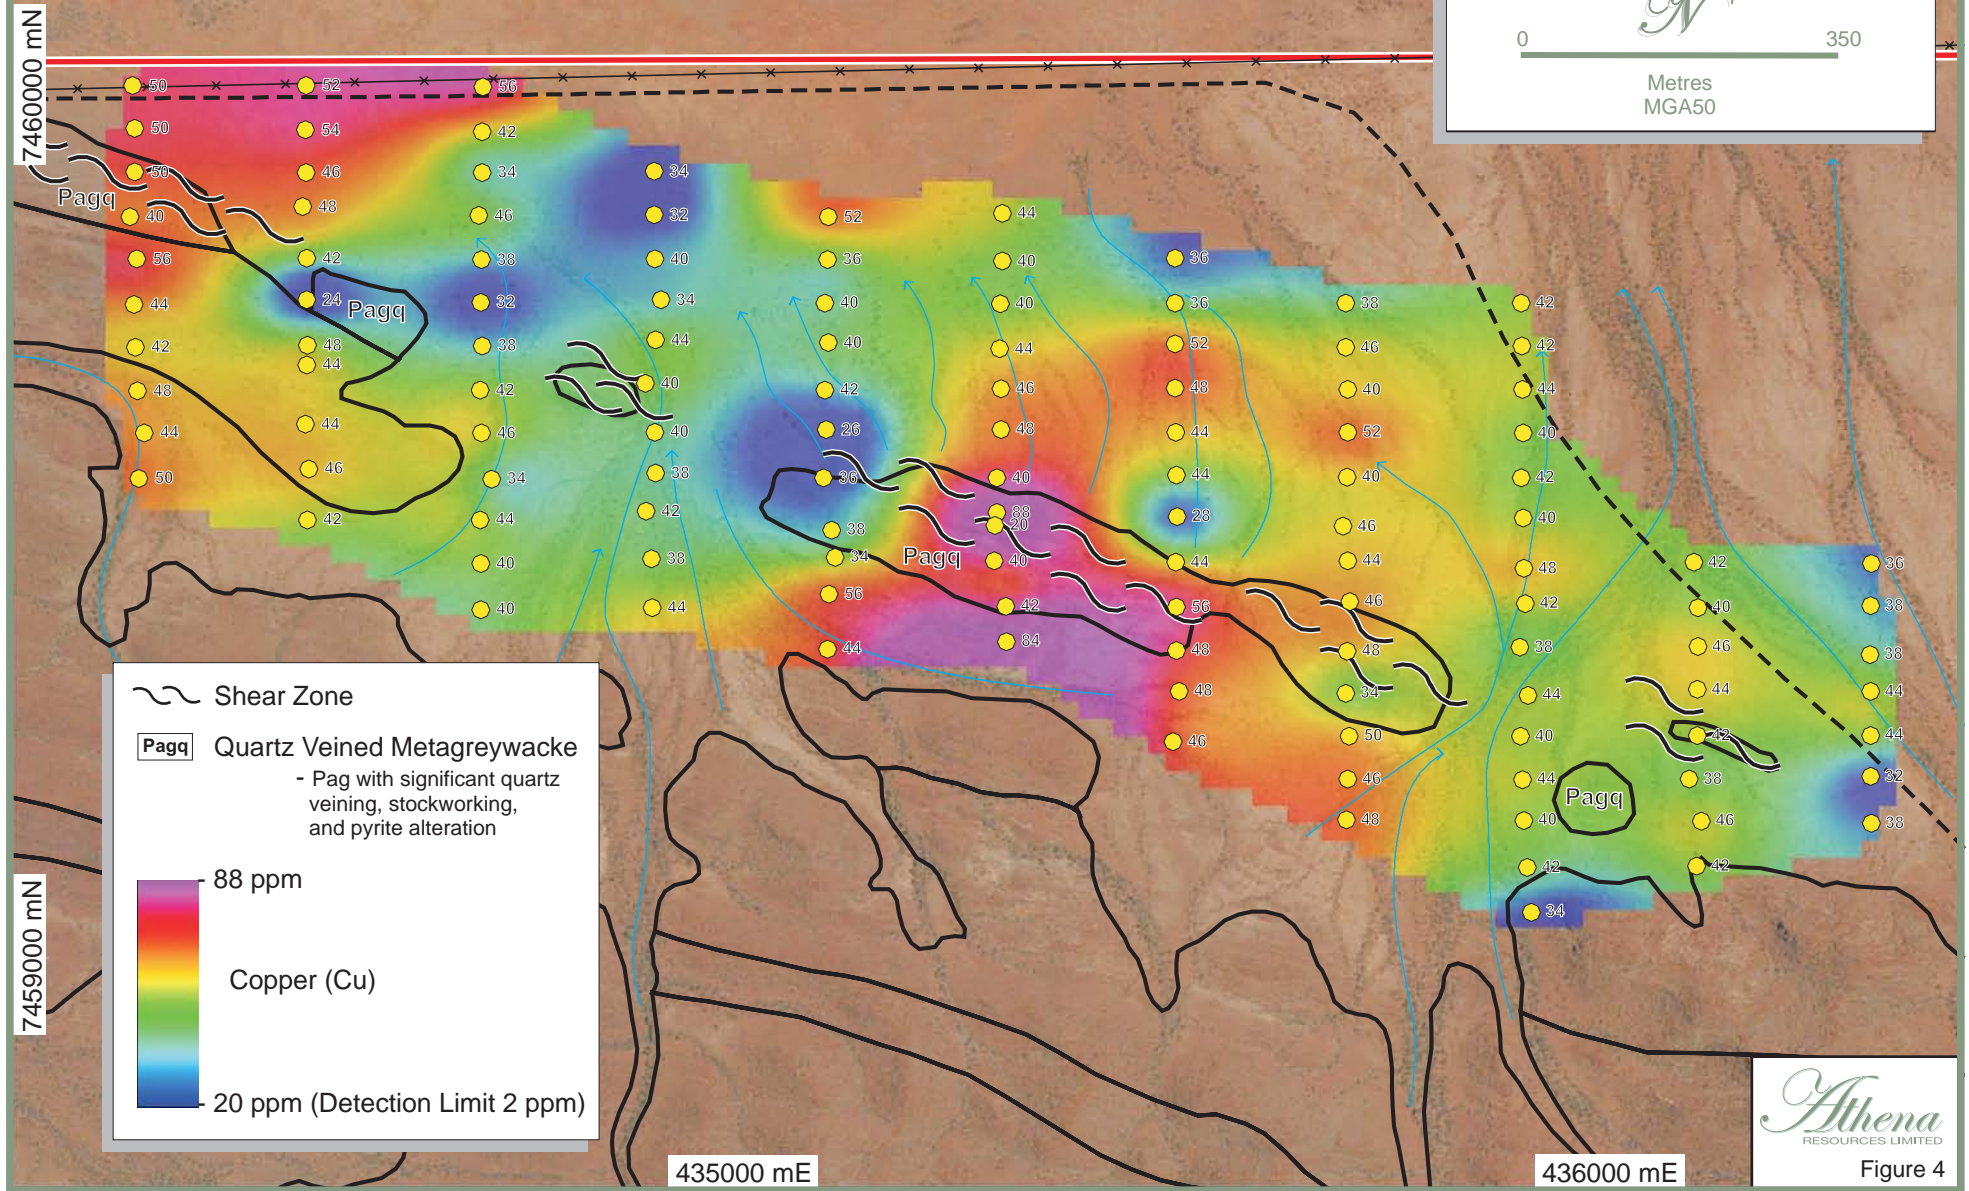 N
0 350
Metres
MGA50
7460000 mN
50 52 56
50 54 42
50 46 34 34
Pagq
40 48 46 32 52 44
56 42 38 40 36 40 36
44 24 32 34 40 40 36 38 42
Pagq
42 48 38 44 40 44 52 46 42
44
48 42 40 42 46 48 40 44
44 44 46 40 26 48 44 52 40
50 46 34 38 36 40 44 40 42
42 44 42 38 88 28 46 40
20
40 38 34 40 44 44 48 42 36
Pagq
40 44 56 42 56 46 42 40 38
44 84 48 48 38 46 38
48 34 44 44 44
46 50 40 42 44
46 44 38 32
Pagq
48 40 46 38
42 42
34
Shear Zone
Pagq Quartz Veined Metagreywacke
- Pag with significant quartz
veining, stockworking,
and pyrite alteration
88 ppm
Copper (Cu)
20 ppm (Detection Limit 2 ppm)
7459000 mN
435000 mE
436000 mE
Athena
RESOURCES LIMITED
Figure 4